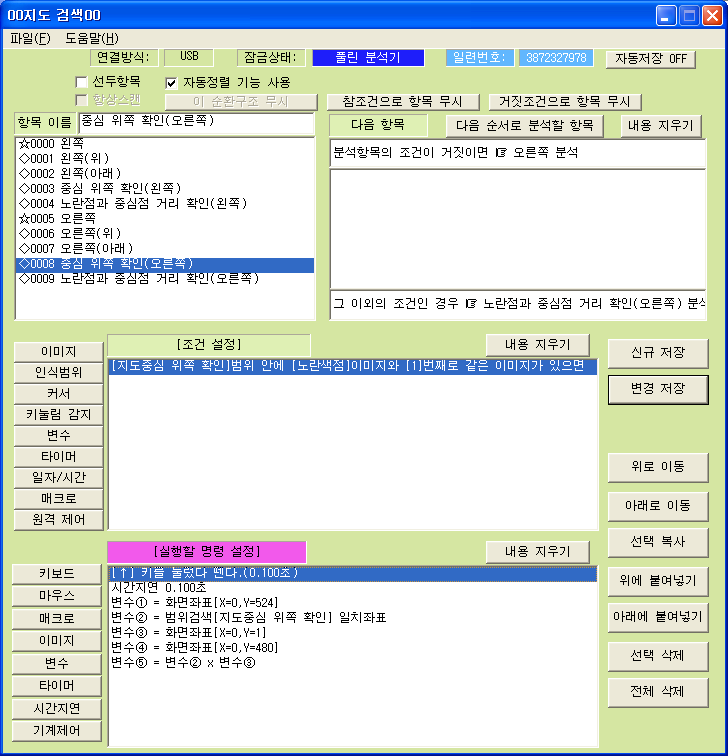 00지도 검색00
파일(F) 도움말(H)
연결방식: USB 잠금상태: 풀린 분석기 일련번호: 3872327978 자동저장 OFF
선두항목 자동정렬 기능 사용
항상스캔 이 순환구조 무시 참조건으로 항목 무시 거짓조건으로 항목 무시
항목 이름 중심 위쪽 확인(오른쪽) 다음 항목 다음 순서로 분석할 항목 내용 지우기
☆0000 왼쪽
◇0001 왼쪽(위)
◇0002 왼쪽(아래)
◇0003 중심 위쪽 확인(왼쪽)
◇0004 노란점과 중심점 거리 확인(왼쪽)
☆0005 오른쪽
◇0006 오른쪽(위)
◇0007 오른쪽(아래)
◇0008 중심 위쪽 확인(오른쪽)
◇0009 노란점과 중심점 거리 확인(오른쪽)
분석항목의 조건이 거짓이면 ☞ 오른쪽 분석
그 이외의 조건인 경우 ☞ 노란점과 중심점 거리 확인(오른쪽) 분석
[조건 설정] 내용 지우기
이미지
인식범위
커서
키눌림 감지
변수
타이머
일자/시간
매크로
원격 제어
[지도중심 위쪽 확인]범위 안에 [노란색점]이미지와 [1]번째로 같은 이미지가 있으면
신규 저장
변경 저장
위로 이동
아래로 이동
선택 복사
위에 붙여넣기
아래에 붙여넣기
선택 삭제
전체 삭제
[실행할 명령 설정] 내용 지우기
키보드
마우스
매크로
이미지
변수
타이머
시간지연
기계제어
[↑] 키를 눌렀다 뗀다.(0.100초)
시간지연 0.100초
변수① = 화면좌표[X=0,Y=524]
변수② = 범위검색[지도중심 위쪽 확인] 일치좌표
변수③ = 화면좌표[X=0,Y=1]
변수④ = 화면좌표[X=0,Y=480]
변수⑤ = 변수② x 변수③